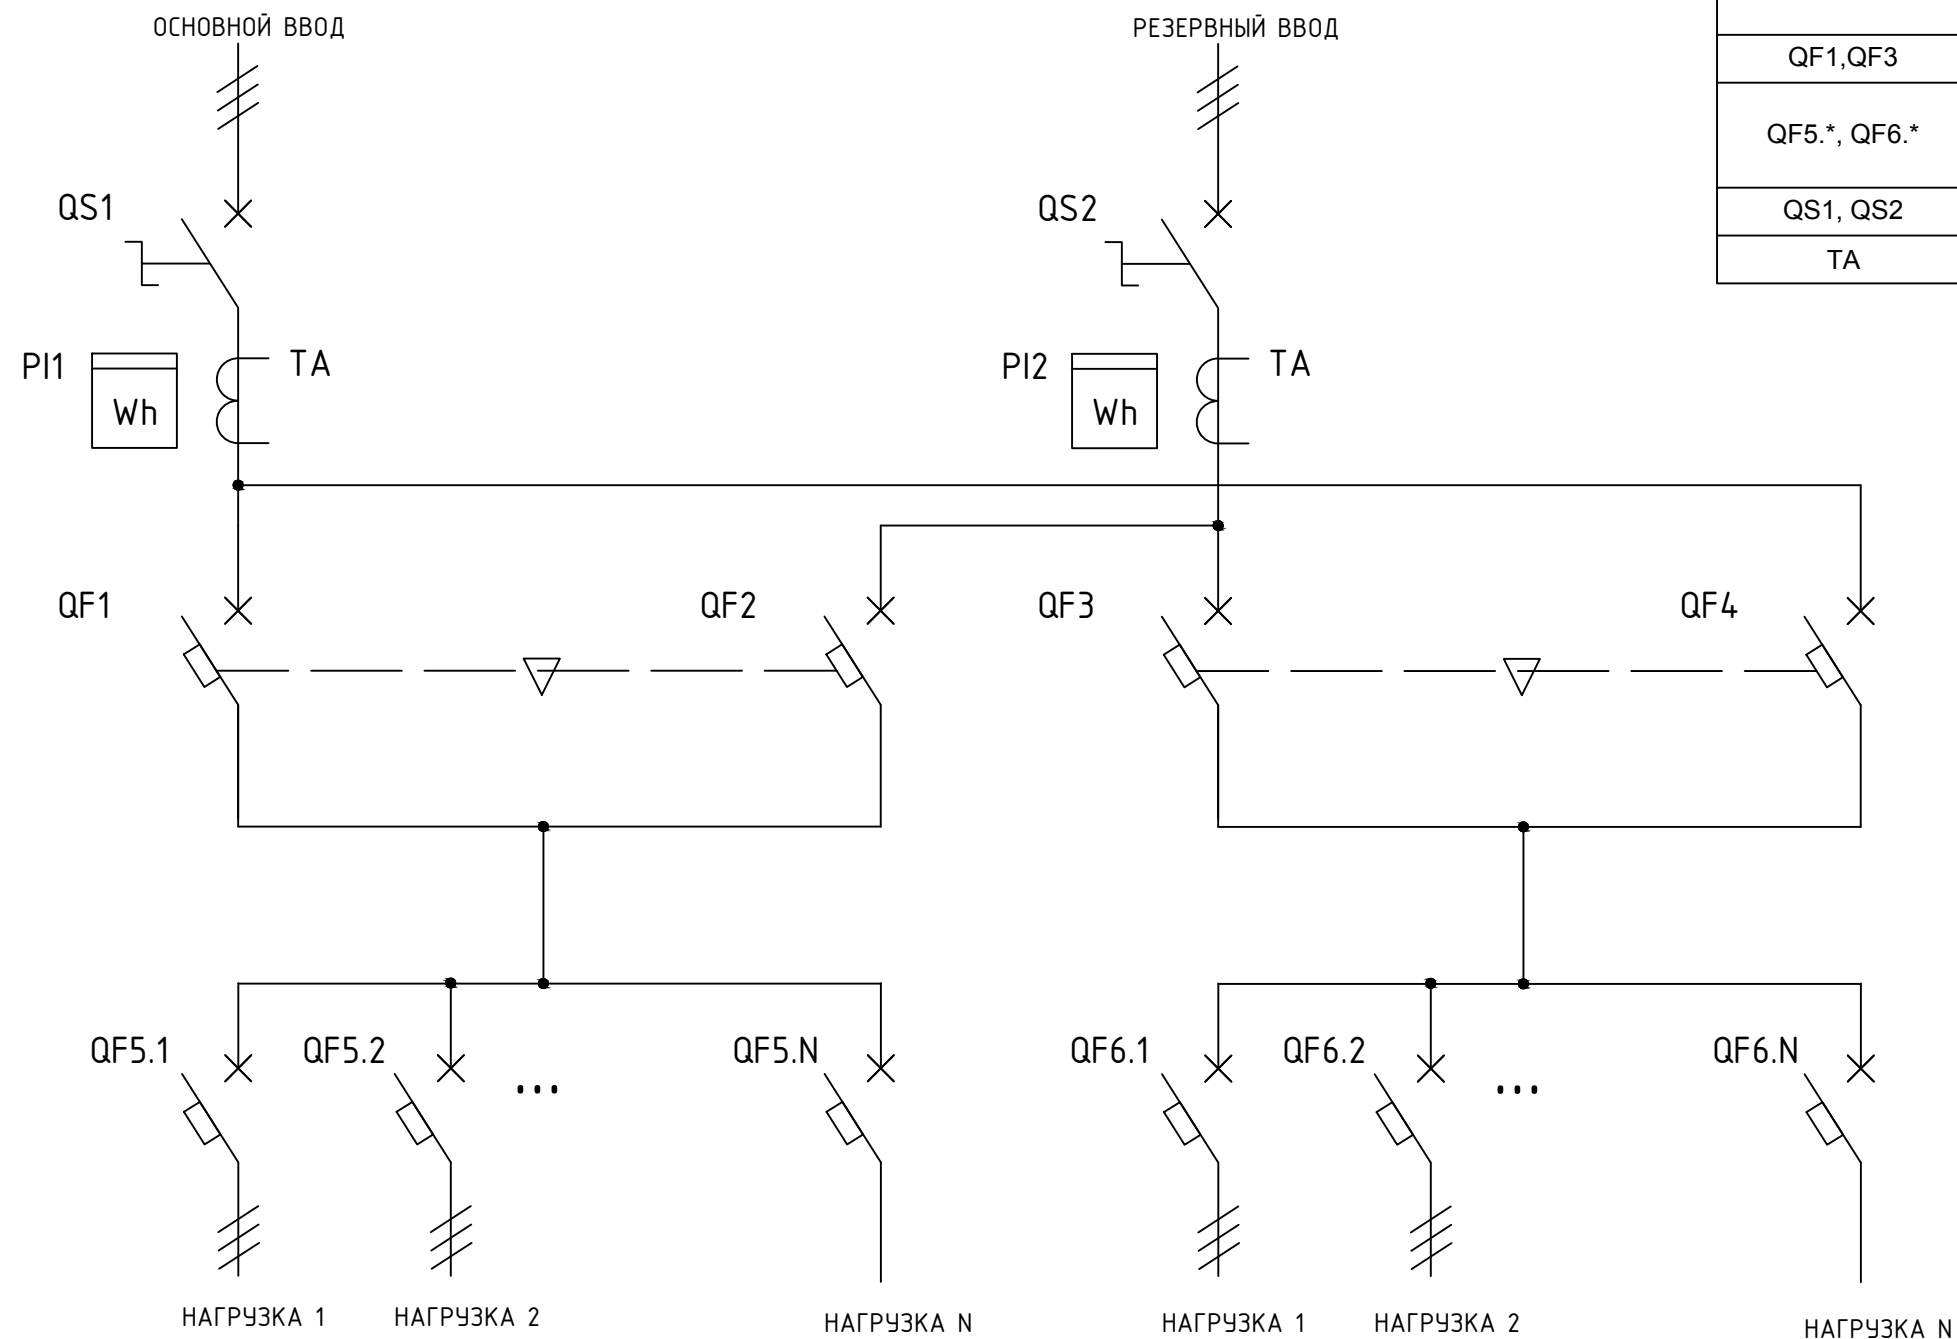 ОСНОВНОЙ ВВОД
РЕЗЕРВНЫЙ ВВОД
QF1,QF3
QF5.*, QF6.*
QS1, QS2
TA
QS1
QS2
PI1
Wh
TA
PI2
Wh
TA
QF1
QF2
QF3
QF4
QF5.1
QF5.2
...
QF5.N
QF6.1
QF6.2
...
QF6.N
НАГРУЗКА 1
НАГРУЗКА 2
НАГРУЗКА N
НАГРУЗКА 1
НАГРУЗКА 2
НАГРУЗКА N